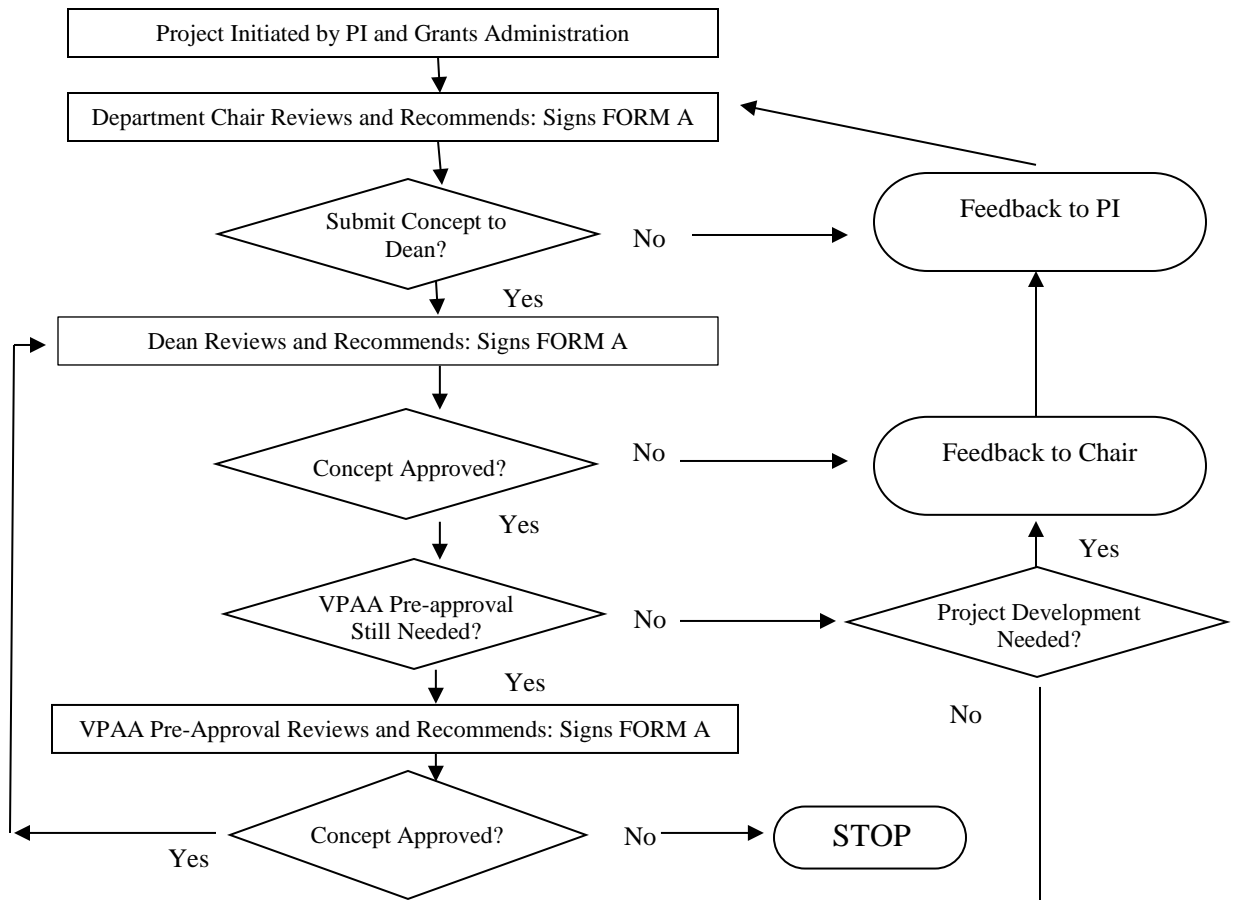 Project Initiated by PI and Grants Administration
Department Chair Reviews and Recommends: Signs FORM A
Submit Concept to
Dean?
No
Feedback to PI
Yes
Dean Reviews and Recommends: Signs FORM A
Concept Approved?
No
Feedback to Chair
Yes
VPAA Pre-approval
Still Needed?
No
Project Development
Needed?
Yes
Yes
No
VPAA Pre-Approval Reviews and Recommends: Signs FORM A
Concept Approved?
No
STOP
Yes